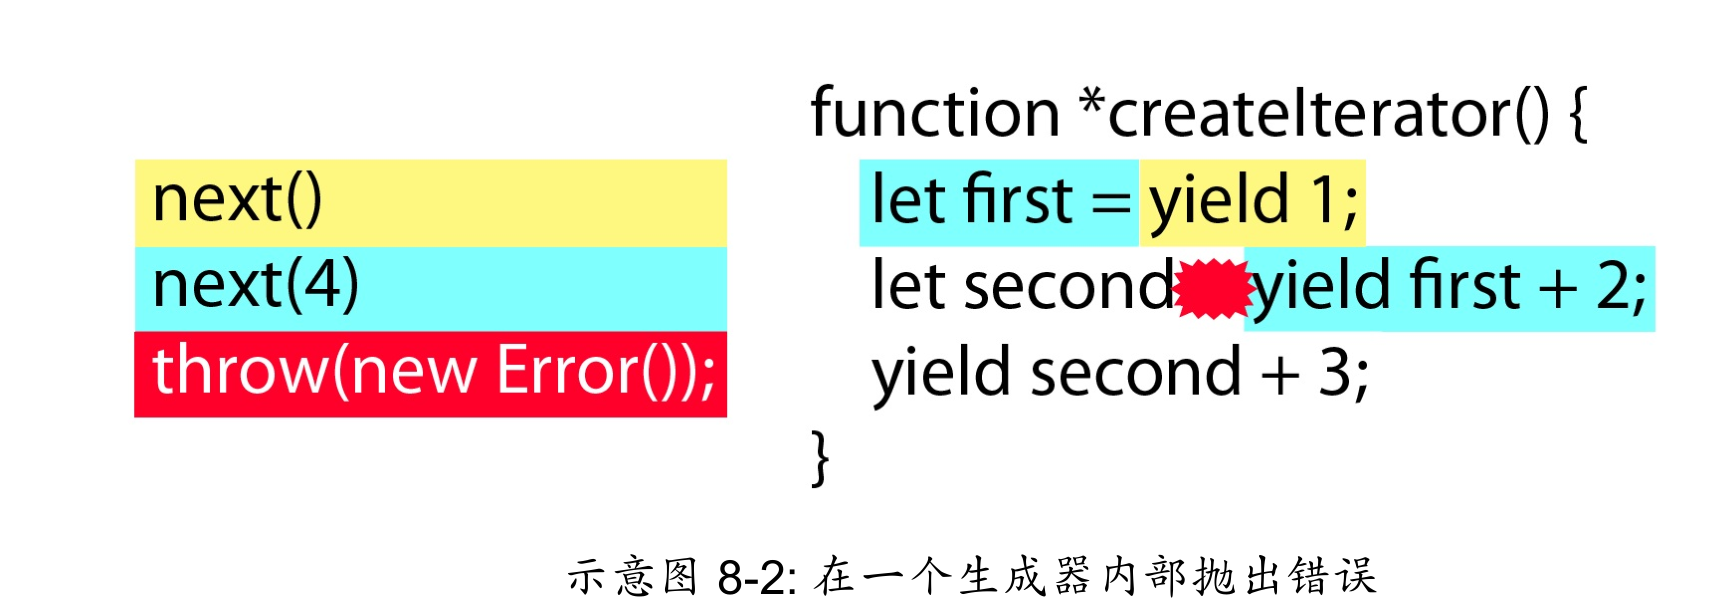 function *createIterator() {
next()
let first = yield 1;
next(4)
let second yield first + 2;
throw(new Error());
yield second + 3;
}
示意图 8-2: 在一个生成器内部抛出错误